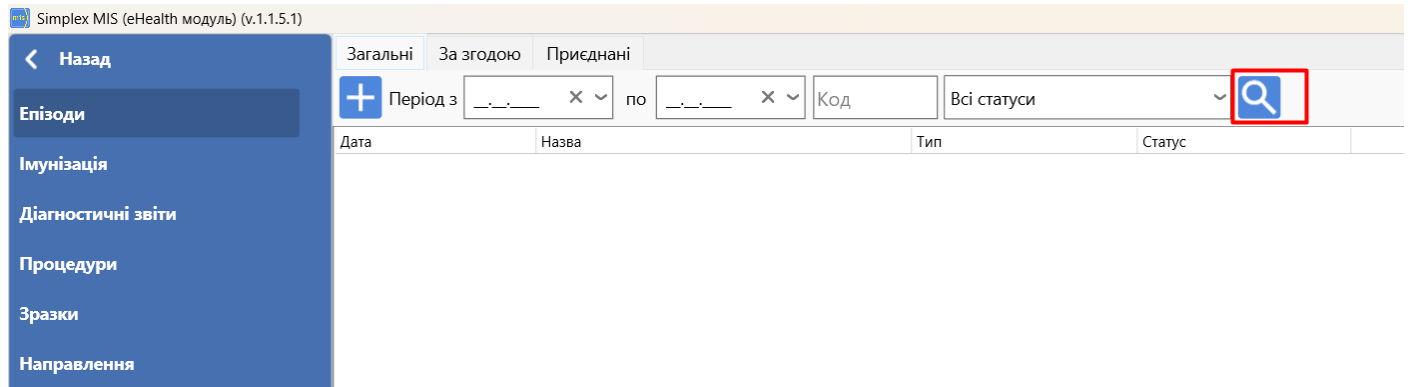 mis Simplex MIS (eHealth модуль) (v.1.1.5.1)
Назад
Епізоди
Імунізація
Діагностичні звіти
Процедури
Зразки
Направлення
Загальні За згодою Приєднані
Період з __.__.____ по __.__.____ Код Всі статуси
Дата Назва Тип Статус